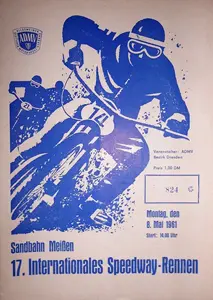 ADMV
14
Veranstalter: ADMV
Bezirk Dresden
Preis 1,50 DM
824 G
Montag, den
8. Mai 1961
Start: 14.00 Uhr
Sandbahn Meißen
17. Internationales Speedway-Rennen